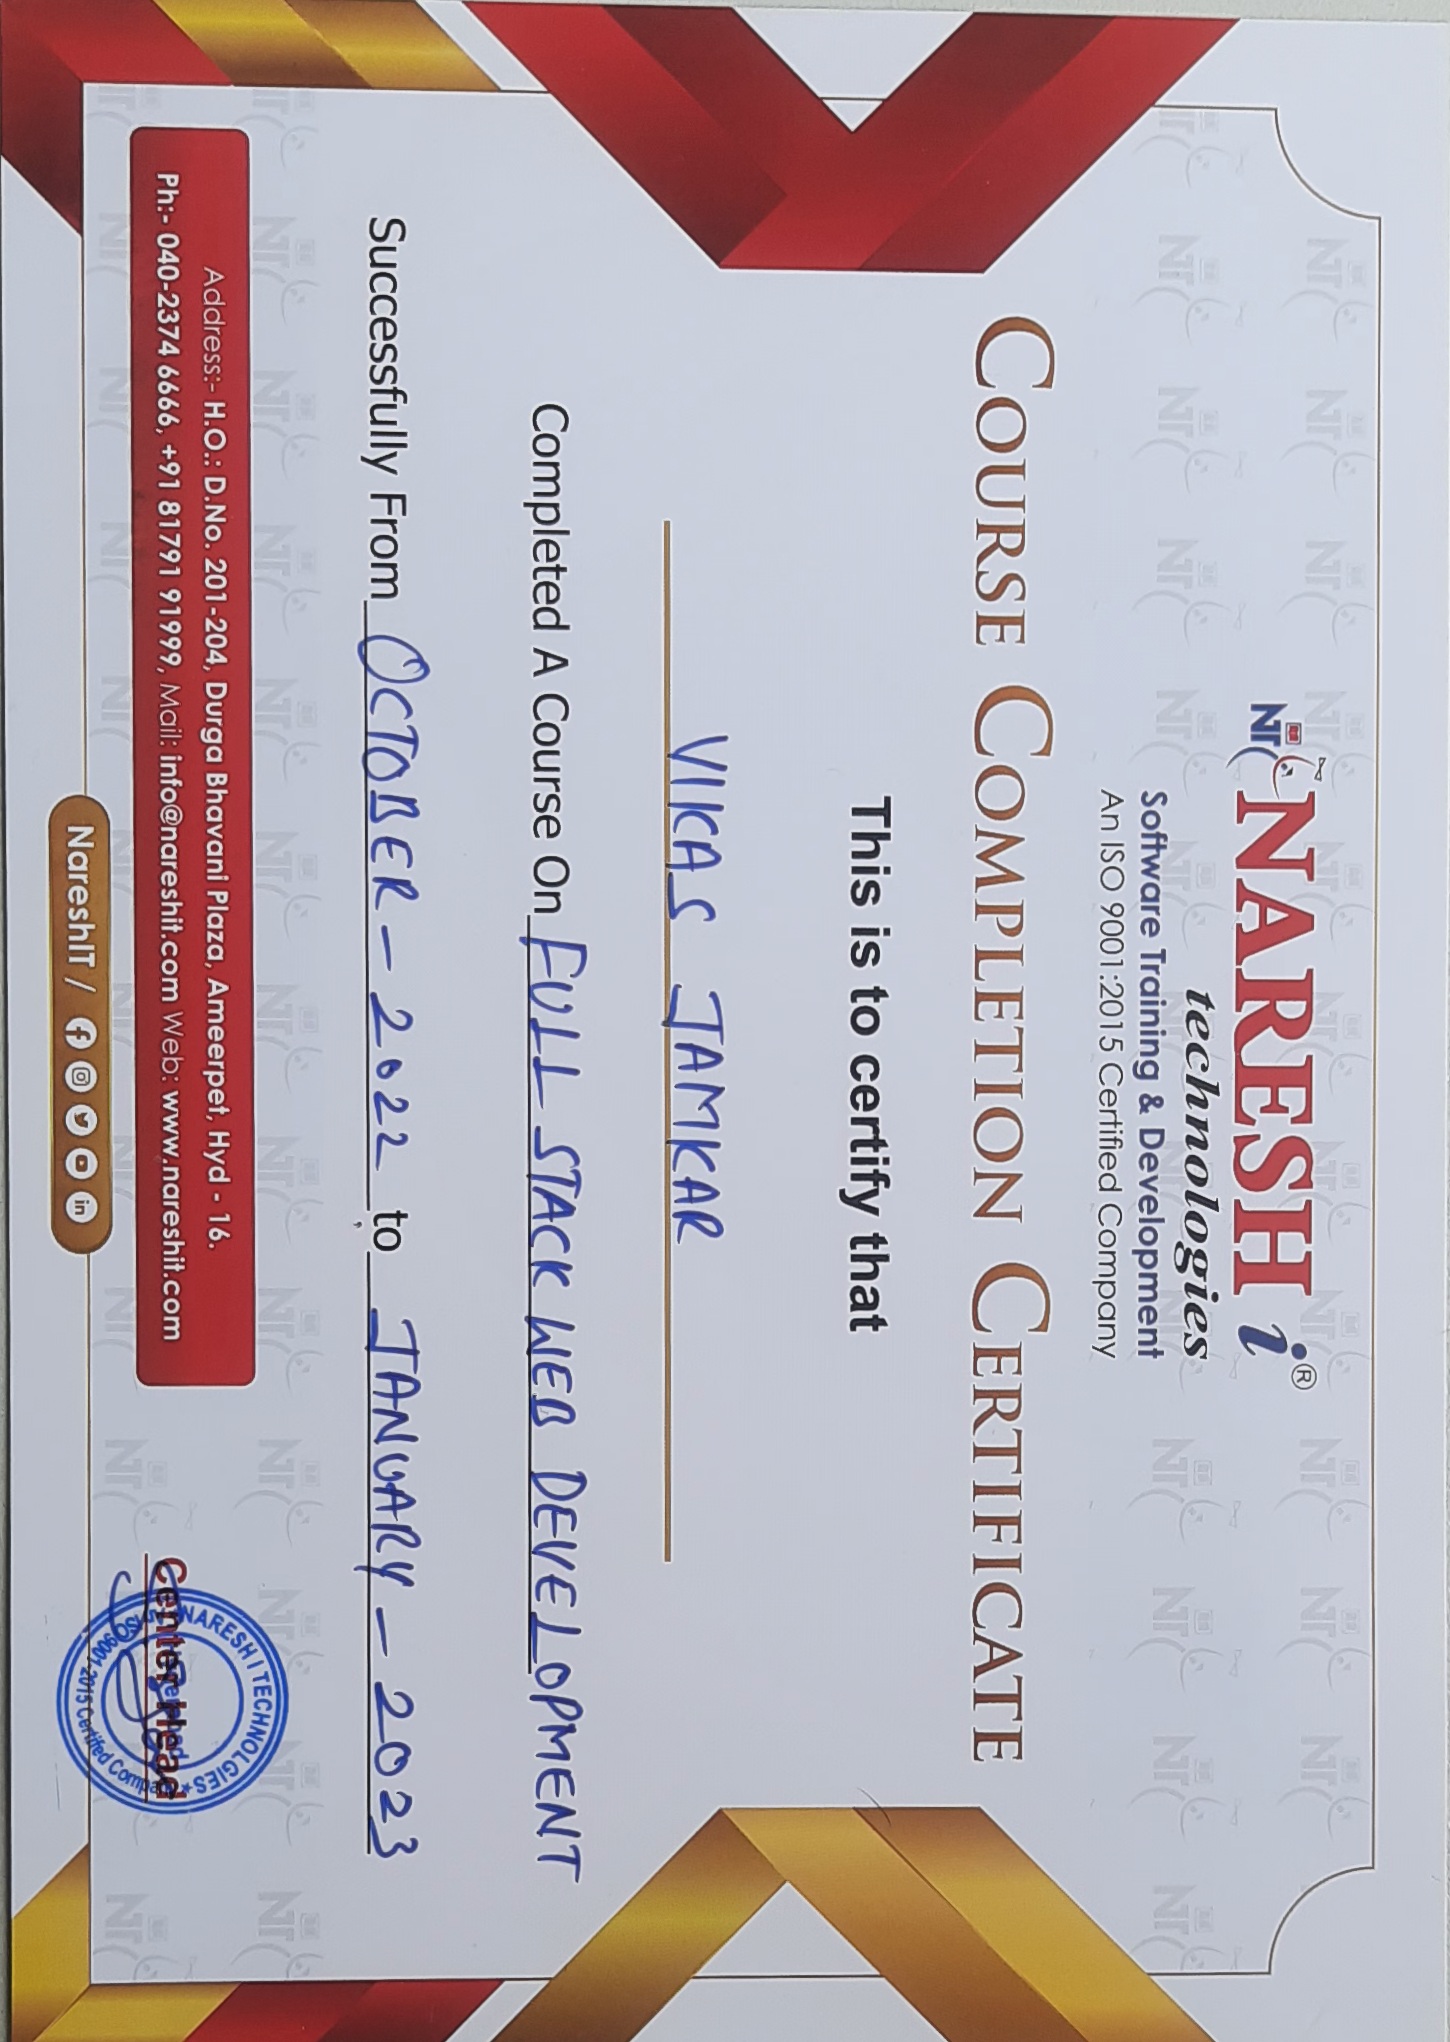 NT NARESH i®
technologies
Software Training & Development
An ISO 9001:2015 Certified Company
COURSE COMPLETION CERTIFICATE
This is to certify that
VIKAS JAMKAR
Completed A Course On FULL STACK WEB DEVELOPMENT
Successfully From OCTOBER - 2022 to JANUARY - 2023
Address:- H.O.: D.No. 201-204, Durga Bhavani Plaza, Ameerpet, Hyd - 16.
Ph:- 040-2374 6666, +91 81791 91999, Mail: info@nareshit.com Web: www.nareshit.com
NARESH I TECHNOLGIES
Center Head
ISO 9001-2015 Certifed Company
NareshIT /